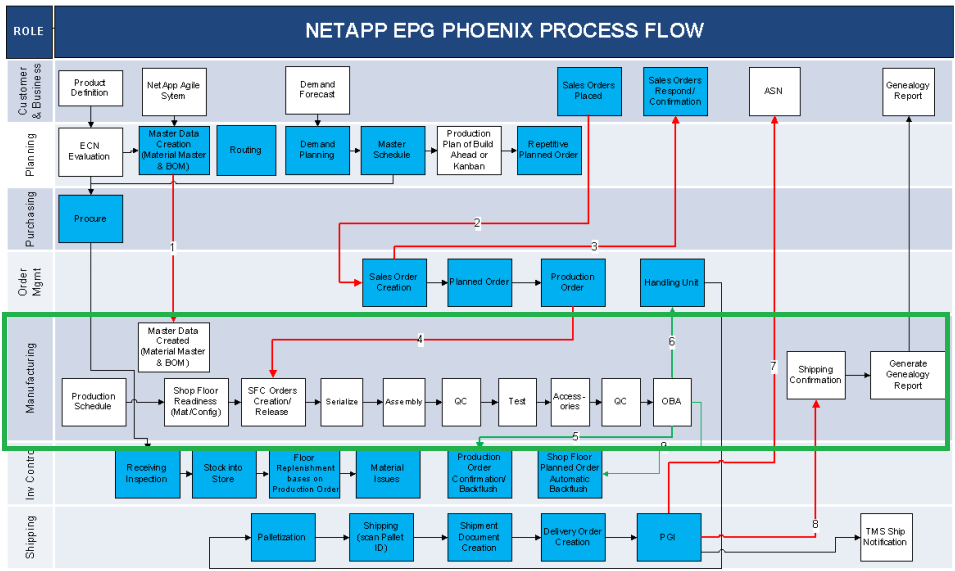 ROLE
NETAPP EPG PHOENIX PROCESS FLOW
Customer
& Business
Product
Definition
NetApp Agile
Sytem
Demand
Forecast
Sales Orders
Placed
Sales Orders
Respond/
Confirmation
ASN
Genealogy
Report
Planning
ECN
Evaluation
Master Data
Creation
(Material Master
& BOM)
Routing
Demand
Planning
Master
Schedule
Production
Plan of Build
Ahead or
Kanban
Repetitive
Planned Order
Purchasing
Procure
1
2
3
Order
Mgmt
Sales Order
Creation
Planned Order
Production
Order
Handling Unit
Manufacturing
Master Data
Created
(Material Master
& BOM)
4
6
7
Shipping
Confirmation
Generate
Genealogy
Report
Production
Schedule
Shop Floor
Readiness
(Mat/Config)
SFC Orders
Creation/
Release
Serialize
Assembly
QC
Test
Access-
ories
QC
OBA
5
9
Inv Control
Receiving
Inspection
Stock into
Store
Floor
Replenishment
bases on
Production Order
Material
Issues
Production
Order
Confirmation/
Backflush
Shop Floor
Planned Order
Automatic
Backflush
Shipping
Palletization
Shipping
(scan Pallet
ID)
Shipment
Document
Creation
Delivery Order
Creation
PGI
8
TMS Ship
Notification